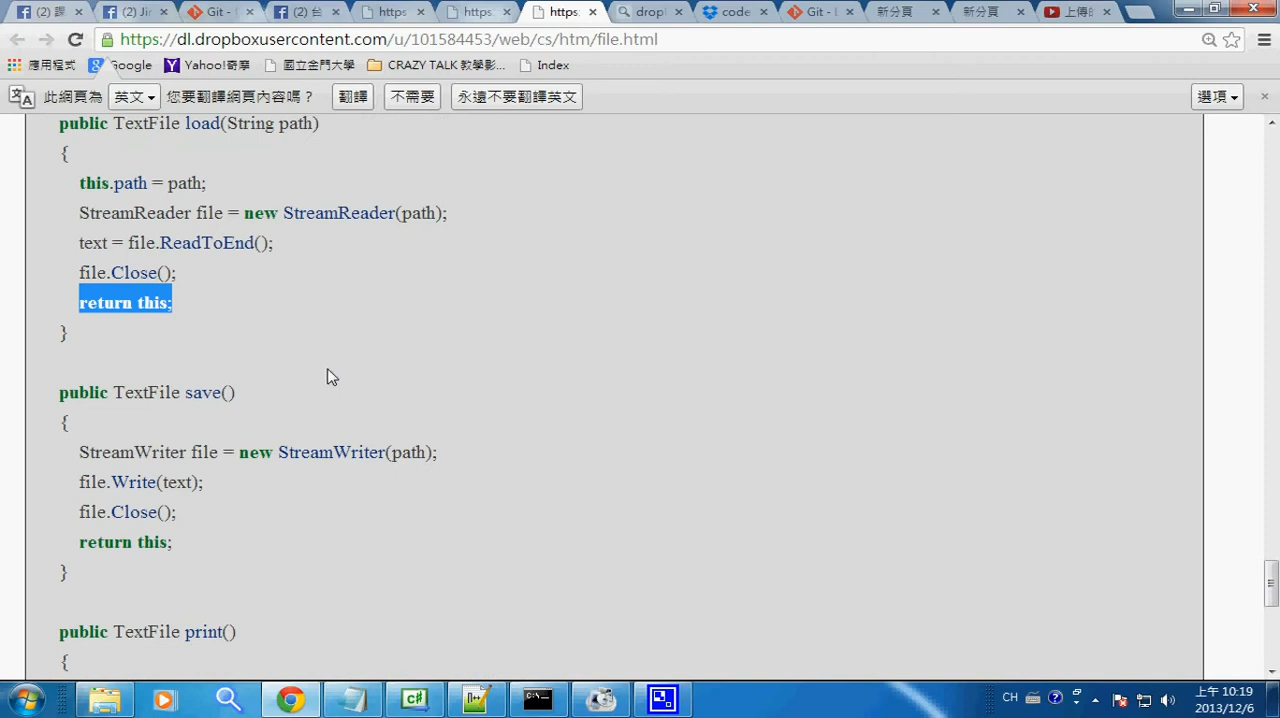 (2) 課
(2) Jir
Git - 
(2) 台
https
https
https:
dropl
code
Git - l
新分頁
新分頁
上傳的
https://dl.dropboxusercontent.com/u/101584453/web/cs/htm/file.html
應用程式
Google
Yahoo!奇摩
國立金門大學
CRAZY TALK 教學影...
Index
此網頁為 英文 您要翻譯網頁內容嗎？ 翻譯 不需要 永遠不要翻譯英文 選項
public TextFile load(String path)
{
this.path = path;
StreamReader file = new StreamReader(path);
text = file.ReadToEnd();
file.Close();
return this;
}
public TextFile save()
{
StreamWriter file = new StreamWriter(path);
file.Write(text);
file.Close();
return this;
}
public TextFile print()
{
CH
上午 10:19
2013/12/6